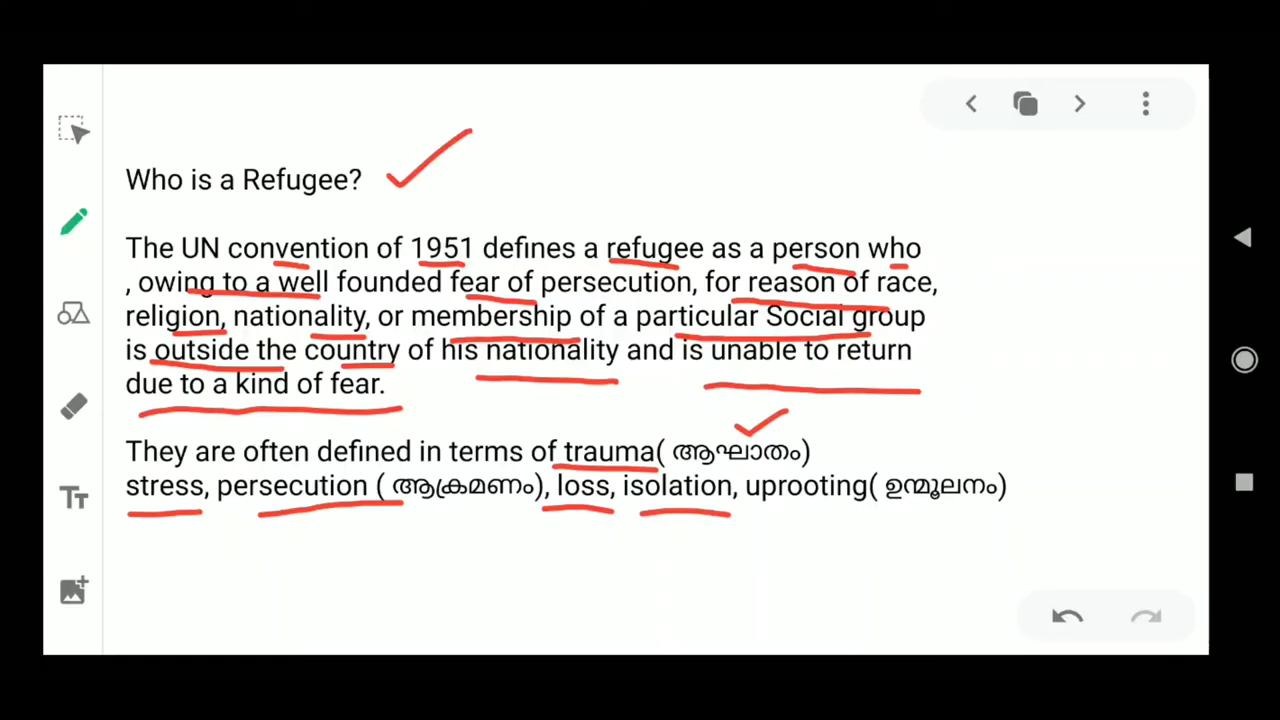 Who is a Refugee?
The UN convention of 1951 defines a refugee as a person who
, owing to a well founded fear of persecution, for reason of race,
religion, nationality, or membership of a particular Social group
is outside the country of his nationality and is unable to return
due to a kind of fear.
They are often defined in terms of trauma( ആഘാതം)
stress, persecution ( ആക്രമണം), loss, isolation, uprooting( ഉന്മൂലനം)
Tт